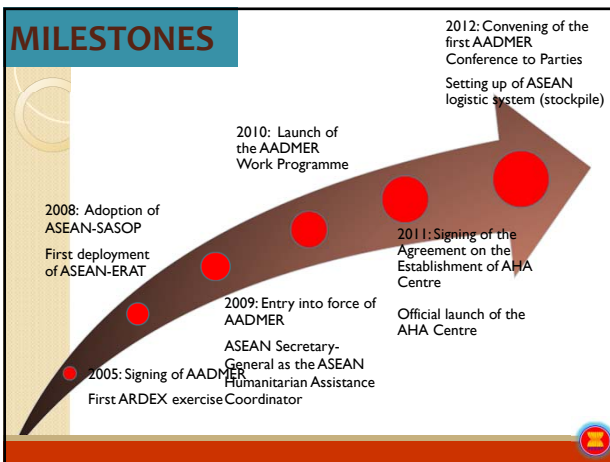 MILESTONES
2012: Convening of the
first AADMER
Conference to Parties
Setting up of ASEAN
logistic system (stockpile)
2010: Launch of
the AADMER
Work Programme
2008: Adoption of
ASEAN-SASOP
First deployment
of ASEAN-ERAT
2011: Signing of the
Agreement on the
Establishment of AHA
Centre
Official launch of the
AHA Centre
2009: Entry into force of
AADMER
ASEAN Secretary-
General as the ASEAN
Humanitarian Assistance
Coordinator
2005: Signing of AADMER
First ARDEX exercise